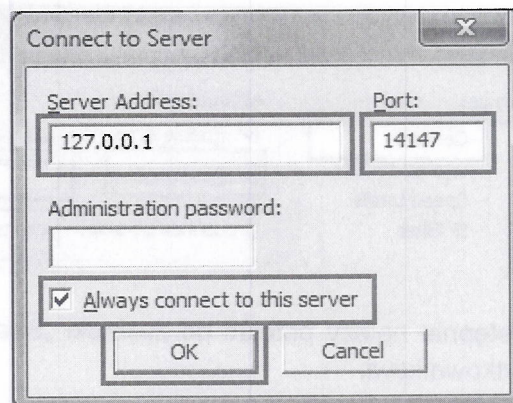 Connect to Server
Server Address: Port:
127.0.0.1 14147
Administration password:
Always connect to this server
OK Cancel